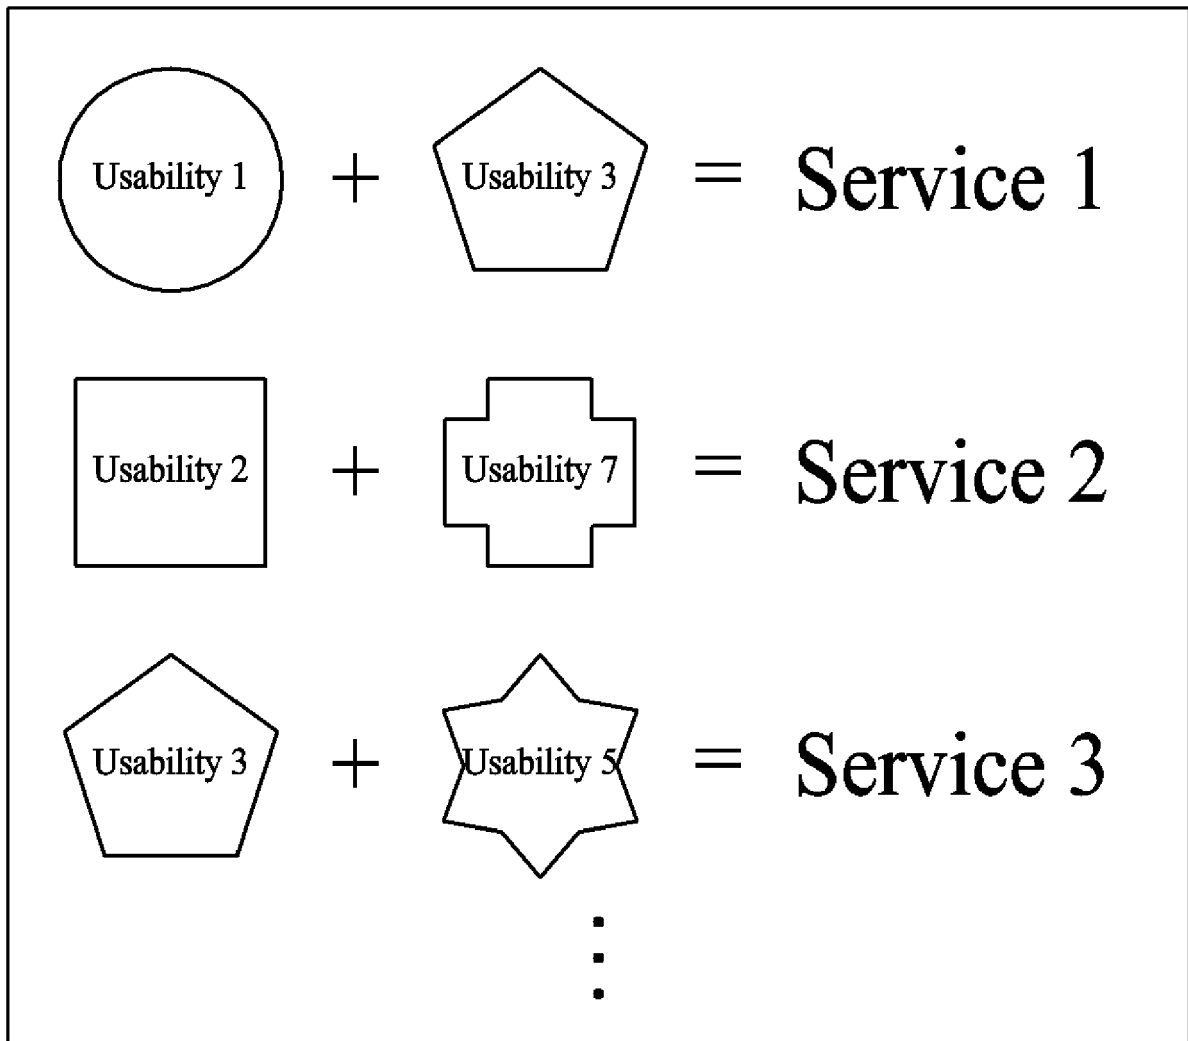 Usability 1 + Usability 3 = Service 1
Usability 2 + Usability 7 = Service 2
Usability 3 + Usability 5 = Service 3
⋮